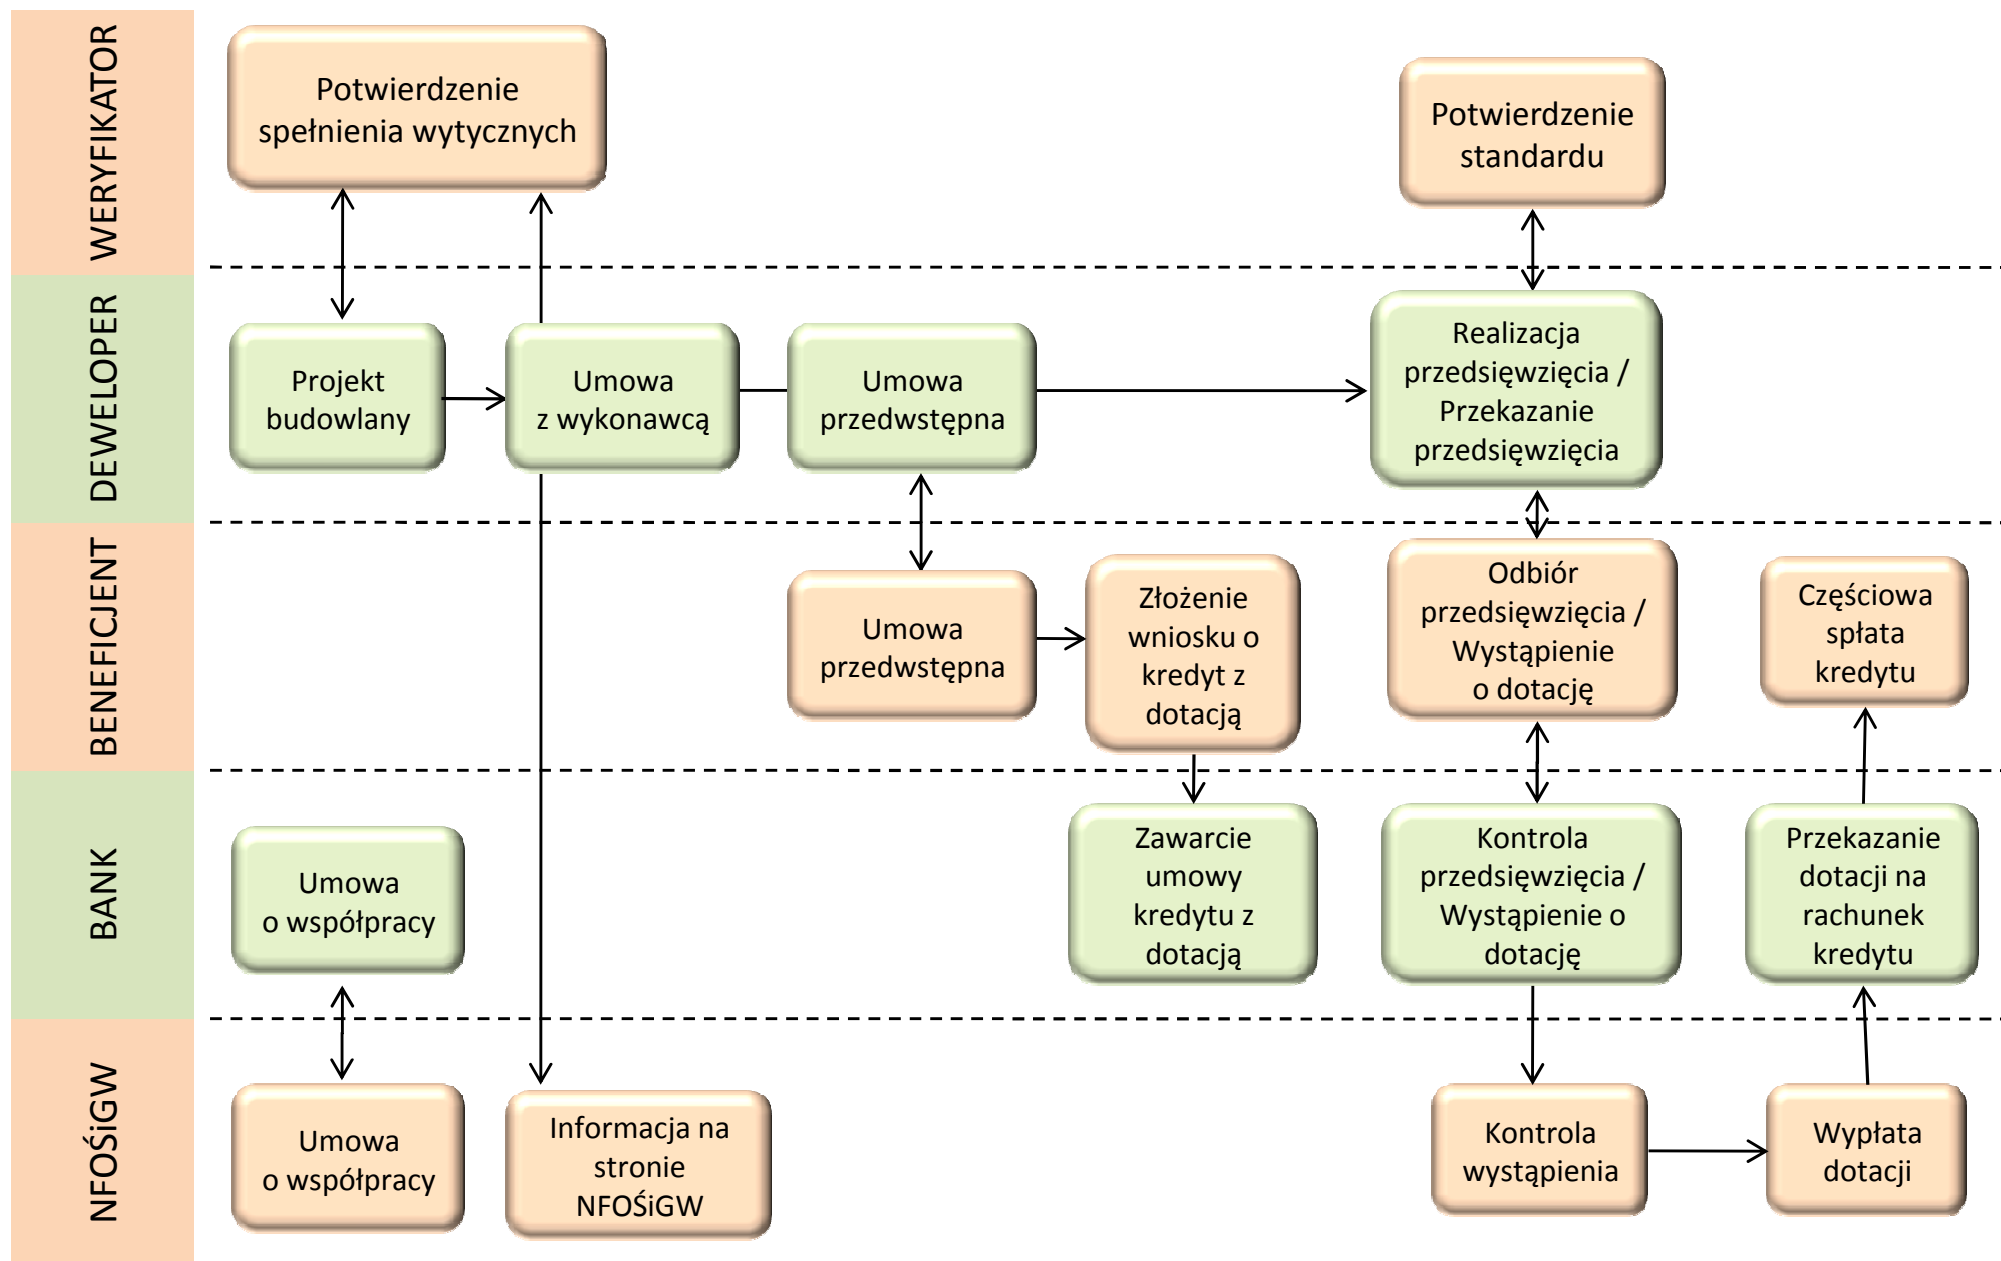 WERYFIKATOR
Potwierdzenie
spełnienia wytycznych
Potwierdzenie
standardu
DEWELOPER
Projekt
budowlany
Umowa
z wykonawcą
Umowa
przedwstępna
Realizacja
przedsięwzięcia /
Przekazanie
przedsięwzięcia
BENEFICJENT
Umowa
przedwstępna
Złożenie
wniosku o
kredyt z
dotacją
Odbiór
przedsięwzięcia /
Wystąpienie
o dotację
Częściowa
spłata
kredytu
BANK
Umowa
o współpracy
Zawarcie
umowy
kredytu z
dotacją
Kontrola
przedsięwzięcia /
Wystąpienie o
dotację
Przekazanie
dotacji na
rachunek
kredytu
NFOŚiGW
Umowa
o współpracy
Informacja na
stronie
NFOŚiGW
Kontrola
wystąpienia
Wypłata
dotacji